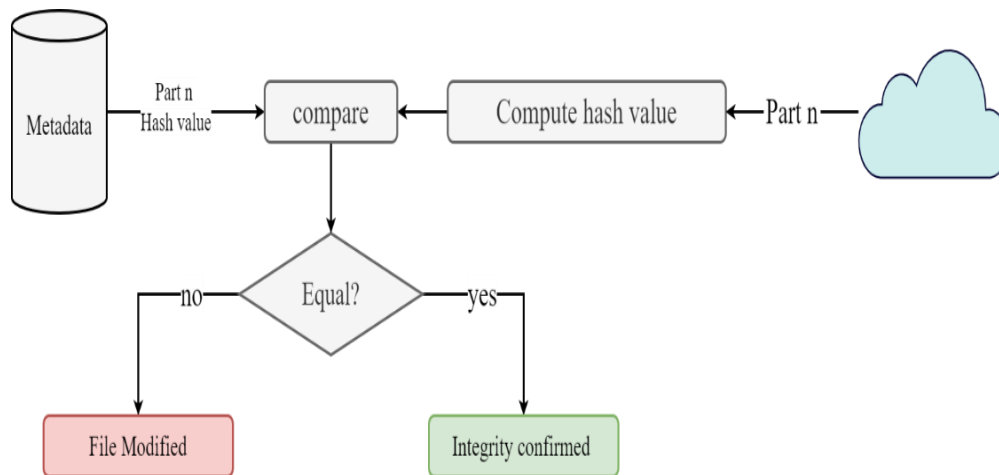 Metadata
Part n
Hash value
compare
Compute hash value
Part n
Equal?
no
yes
File Modified
Integrity confirmed